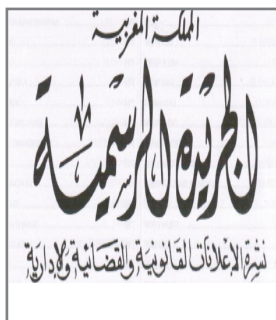 المملكة المغربية
الجريدة الرسمية
نشرة الإعلانات القانونية والقضائية والإدارية